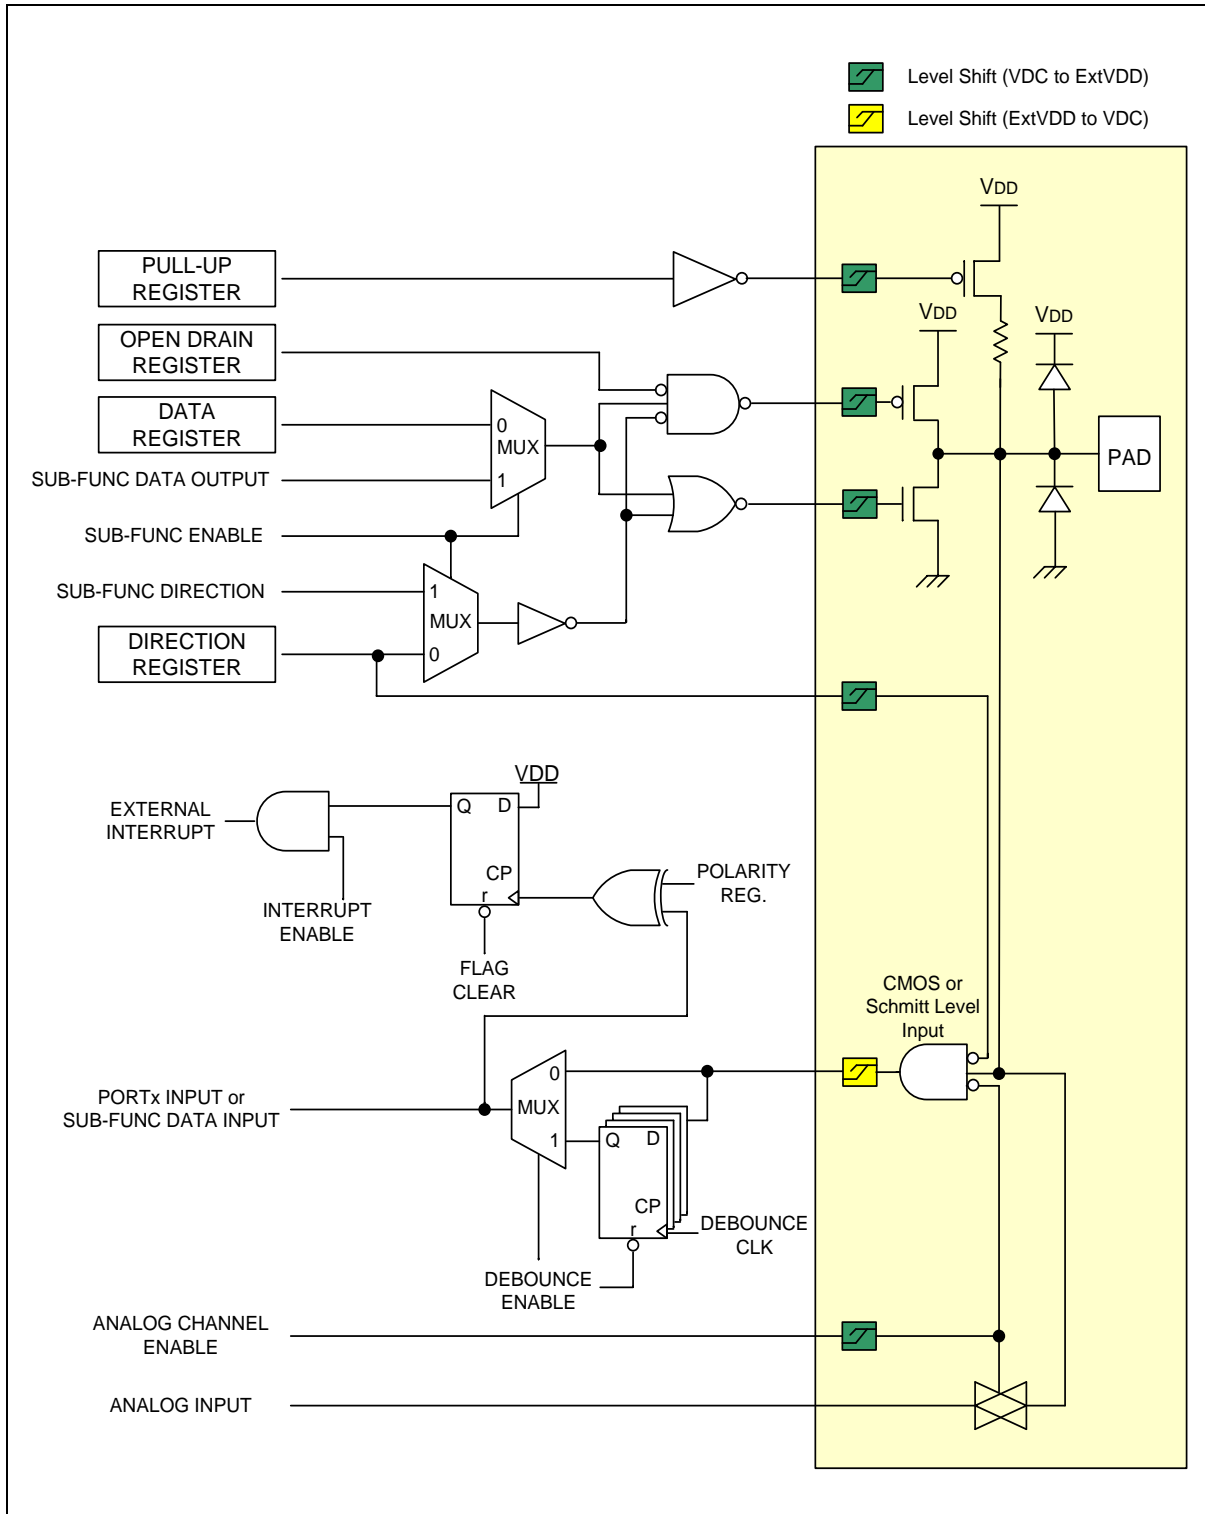 Level Shift (VDC to ExtVDD)
Level Shift (ExtVDD to VDC)
VDD
PULL-UP
REGISTER
VDD
VDD
OPEN DRAIN
REGISTER
DATA
REGISTER
0
MUX
1
SUB-FUNC DATA OUTPUT
PAD
SUB-FUNC ENABLE
SUB-FUNC DIRECTION
1
MUX
0
DIRECTION
REGISTER
VDD
EXTERNAL
INTERRUPT
Q D
CP
r
POLARITY
REG.
INTERRUPT
ENABLE
FLAG
CLEAR
CMOS or
Schmitt Level
Input
PORTx INPUT or
SUB-FUNC DATA INPUT
0
MUX
1
Q D
CP
r
DEBOUNCE
CLK
DEBOUNCE
ENABLE
ANALOG CHANNEL
ENABLE
ANALOG INPUT